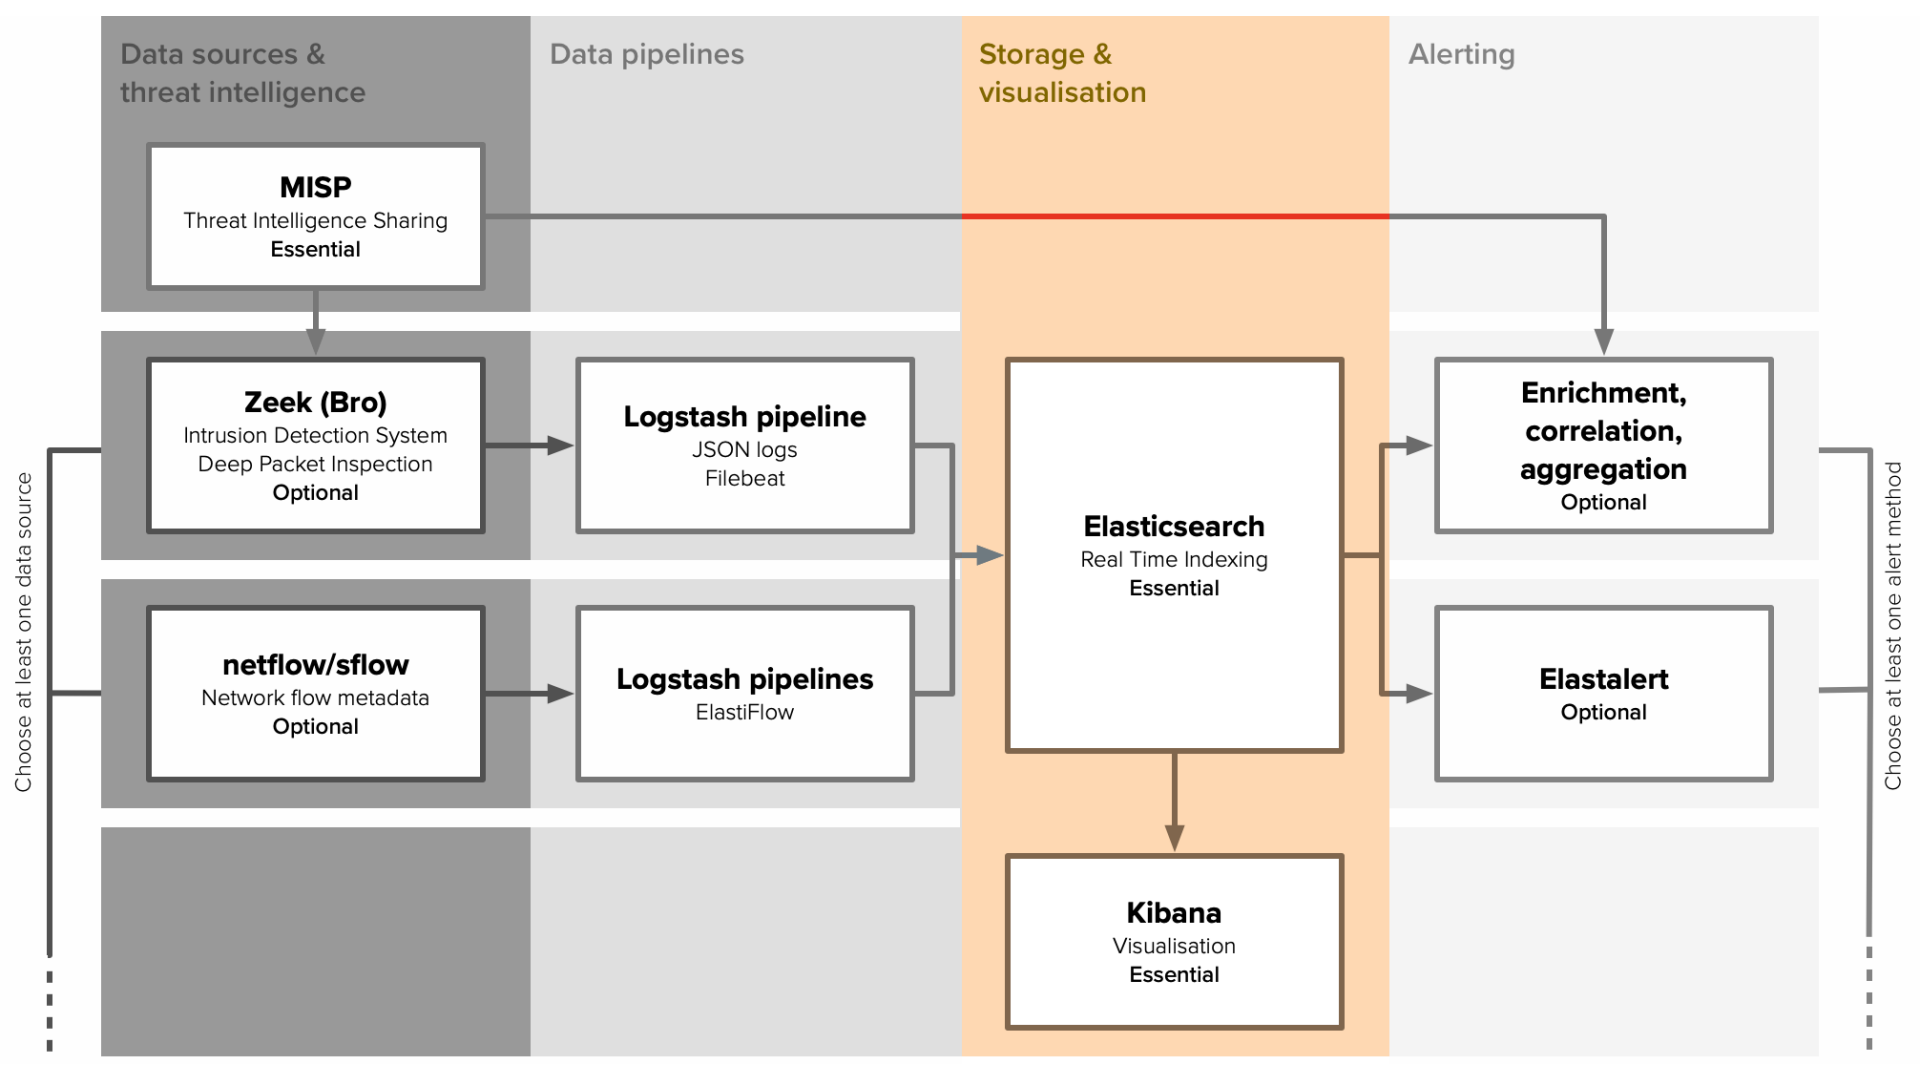 Data sources &
threat intelligence
Data pipelines
Storage &
visualisation
Alerting
MISP
Threat Intelligence Sharing
Essential
Zeek (Bro)
Intrusion Detection System
Deep Packet Inspection
Optional
Logstash pipeline
JSON logs
Filebeat
Elasticsearch
Real Time Indexing
Essential
Enrichment,
correlation,
aggregation
Optional
netflow/sflow
Network flow metadata
Optional
Logstash pipelines
ElastiFlow
Elastalert
Optional
Kibana
Visualisation
Essential
Choose at least one data source
Choose at least one alert method